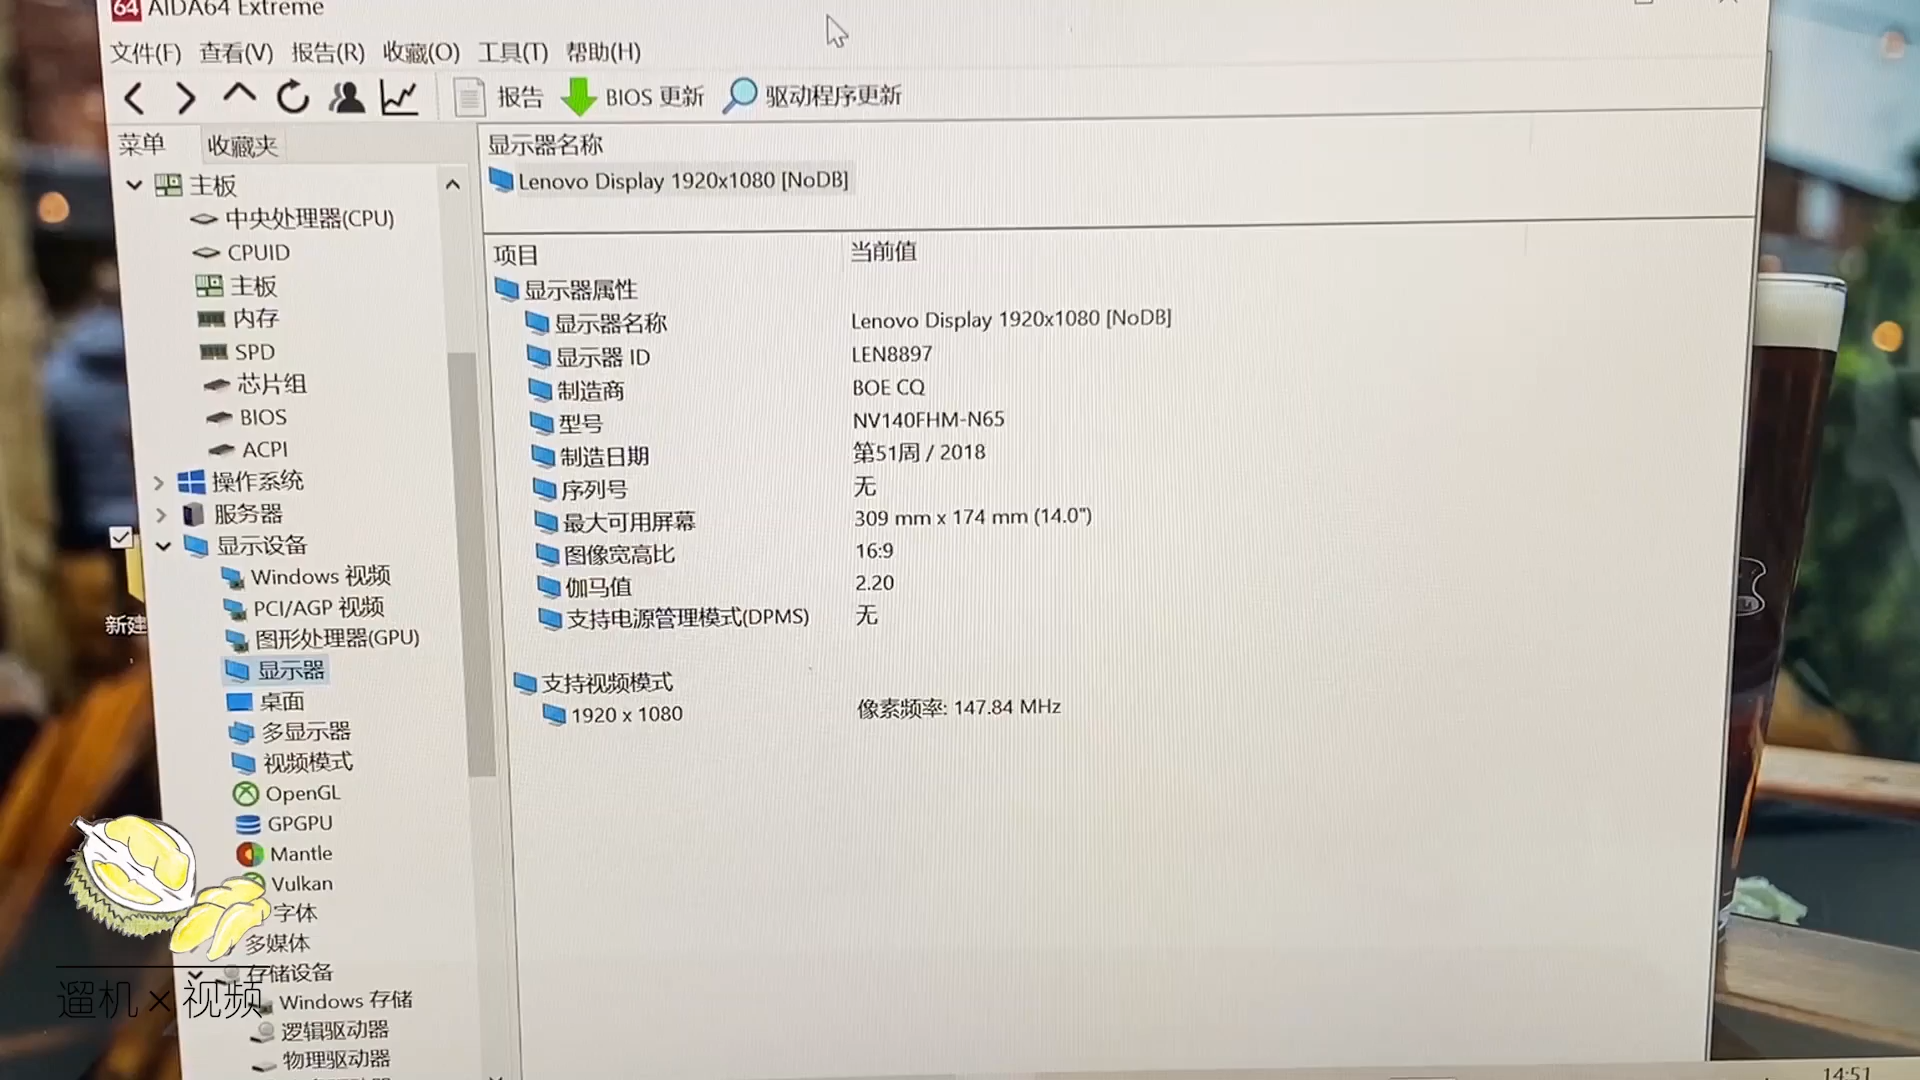 64 AIDA64 Extreme
文件(F) 查看(V) 报告(R) 收藏(O) 工具(T) 帮助(H)
报告 BIOS 更新 驱动程序更新
菜单 收藏夹
主板
中央处理器(CPU)
CPUID
主板
内存
SPD
芯片组
BIOS
ACPI
操作系统
服务器
显示设备
Windows 视频
PCI/AGP 视频
图形处理器(GPU)
显示器
桌面
多显示器
视频模式
OpenGL
GPGPU
Mantle
Vulkan
字体
多媒体
存储设备
Windows 存储
逻辑驱动器
物理驱动器
显示器名称
Lenovo Display 1920x1080 [NoDB]
项目 当前值
显示器属性
显示器名称 Lenovo Display 1920x1080 [NoDB]
显示器 ID LEN8897
制造商 BOE CQ
型号 NV140FHM-N65
制造日期 第51周 / 2018
序列号 无
最大可用屏幕 309 mm x 174 mm (14.0")
图像宽高比 16:9
伽马值 2.20
支持电源管理模式(DPMS) 无
支持视频模式
1920 x 1080 像素频率: 147.84 MHz
新建
遛机×视频
14:51